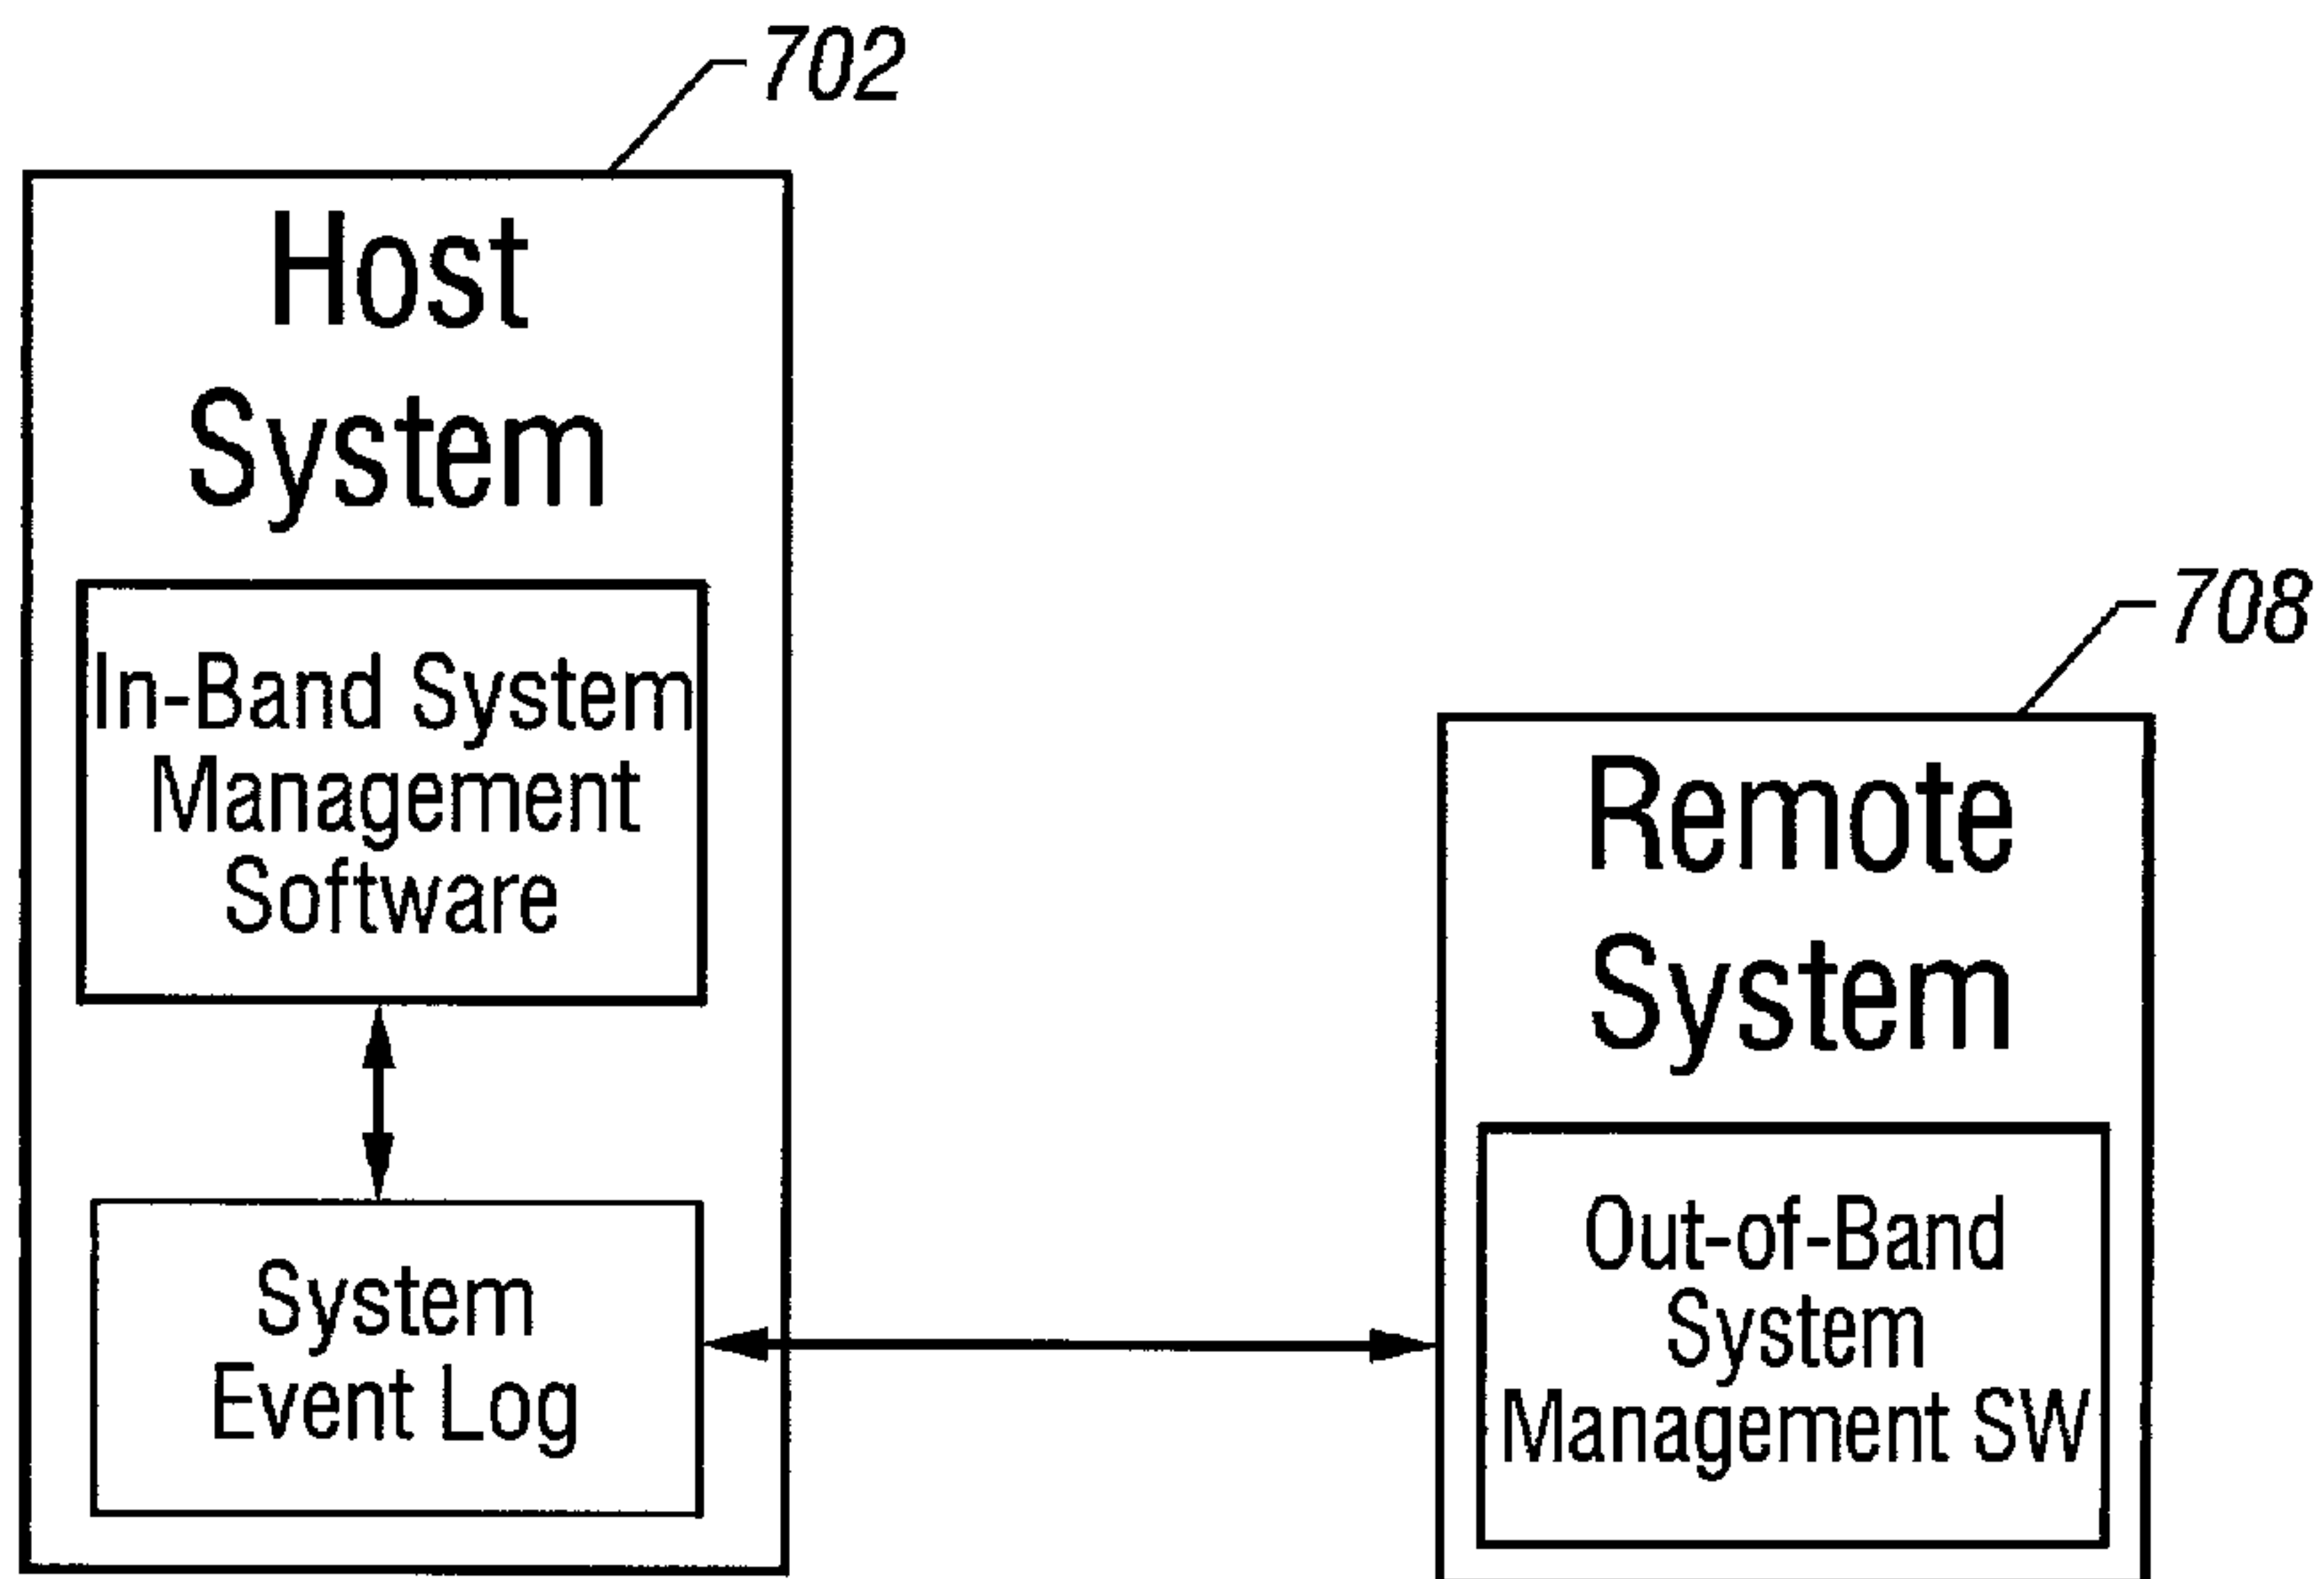 702
Host
System
In-Band System
Management
Software
System
Event Log
708
Remote
System
Out-of-Band
System
Management SW